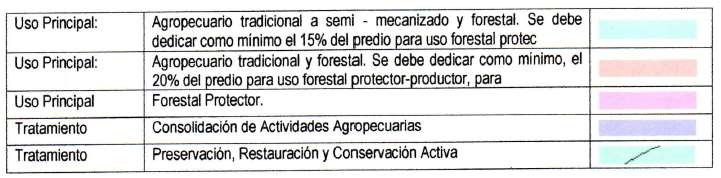 Uso Principal: Agropecuario tradicional a semi - mecanizado y forestal. Se debe
dedicar como mínimo el 15% del predio para uso forestal protec
Uso Principal: Agropecuario tradicional y forestal. Se debe dedicar como mínimo, el
20% del predio para uso forestal protector-productor, para
Uso Principal Forestal Protector.
Tratamiento Consolidación de Actividades Agropecuarias
Tratamiento Preservación, Restauración y Conservación Activa